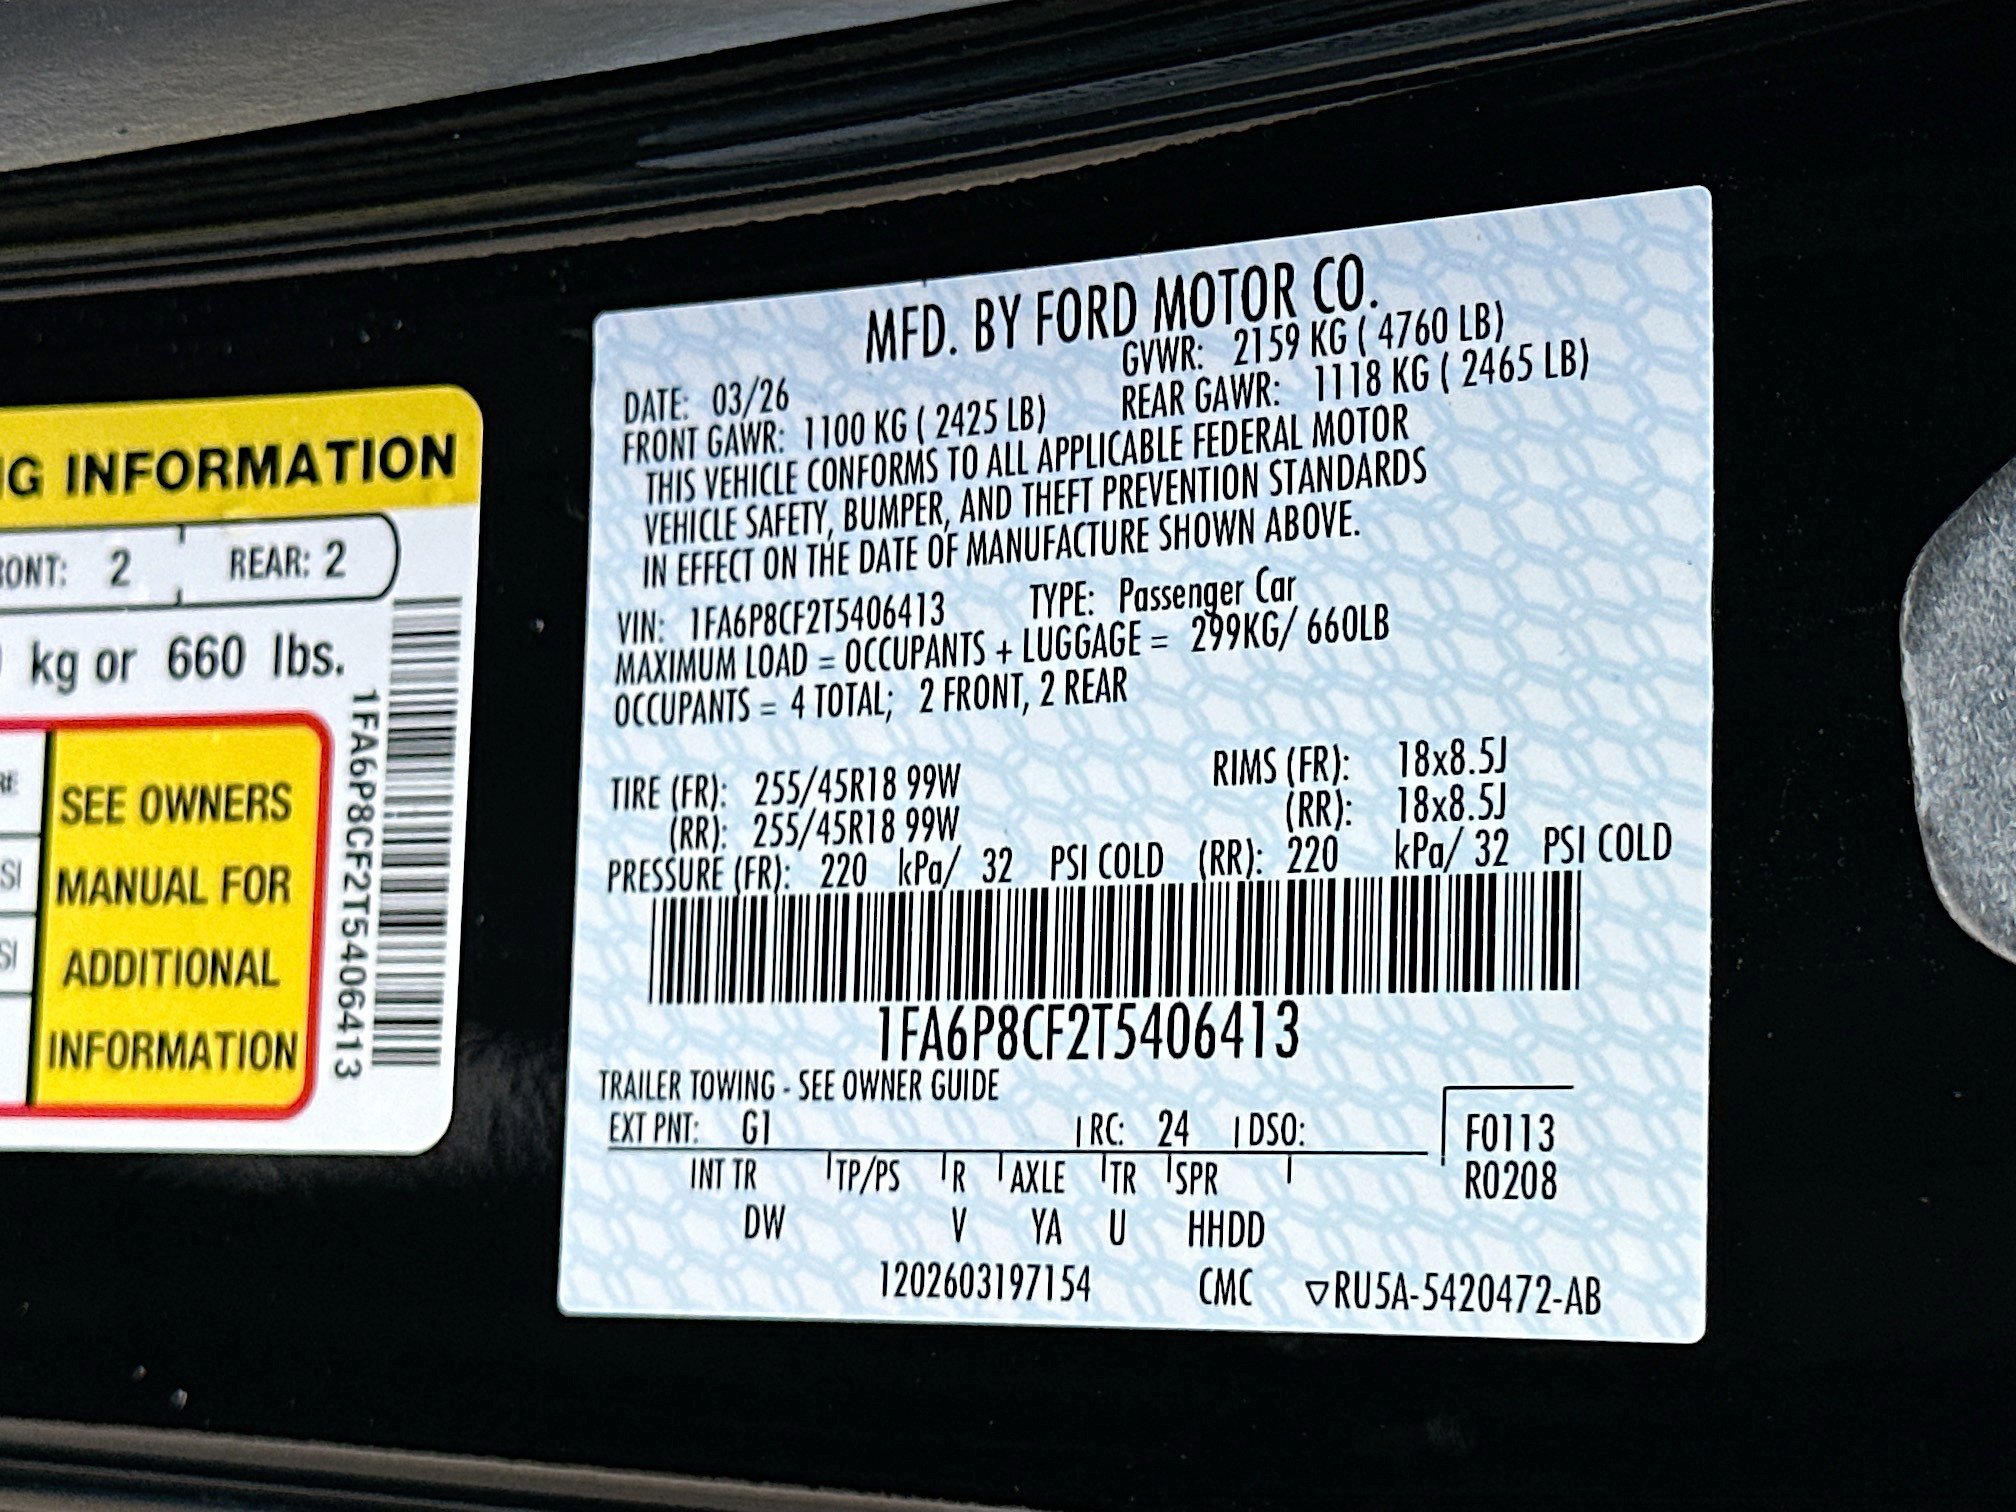 G INFORMATION
ONT: 2 REAR: 2
kg or 660 lbs.
SEE OWNERS
MANUAL FOR
ADDITIONAL
INFORMATION
SI
SI
1FA6P8CF2T5406413
MFD. BY FORD MOTOR CO.
DATE: 03/26 GVWR: 2159 KG ( 4760 LB)
FRONT GAWR: 1100 KG ( 2425 LB) REAR GAWR: 1118 KG ( 2465 LB)
THIS VEHICLE CONFORMS TO ALL APPLICABLE FEDERAL MOTOR
VEHICLE SAFETY, BUMPER, AND THEFT PREVENTION STANDARDS
IN EFFECT ON THE DATE OF MANUFACTURE SHOWN ABOVE.
VIN: 1FA6P8CF2T5406413 TYPE: Passenger Car
MAXIMUM LOAD = OCCUPANTS + LUGGAGE = 299KG/ 660LB
OCCUPANTS = 4 TOTAL; 2 FRONT, 2 REAR
TIRE (FR): 255/45R18 99W RIMS (FR): 18x8.5J
(RR): 255/45R18 99W (RR): 18x8.5J
PRESSURE (FR): 220 kPa/ 32 PSI COLD (RR): 220 kPa/ 32 PSI COLD
1FA6P8CF2T5406413
TRAILER TOWING - SEE OWNER GUIDE
EXT PNT: G1 RC: 24 DSO: F0113
R0208
INT TR TP/PS R AXLE TR SPR
DW V YA U HHDD
1202603197154 CMC ▽RU5A-5420472-AB